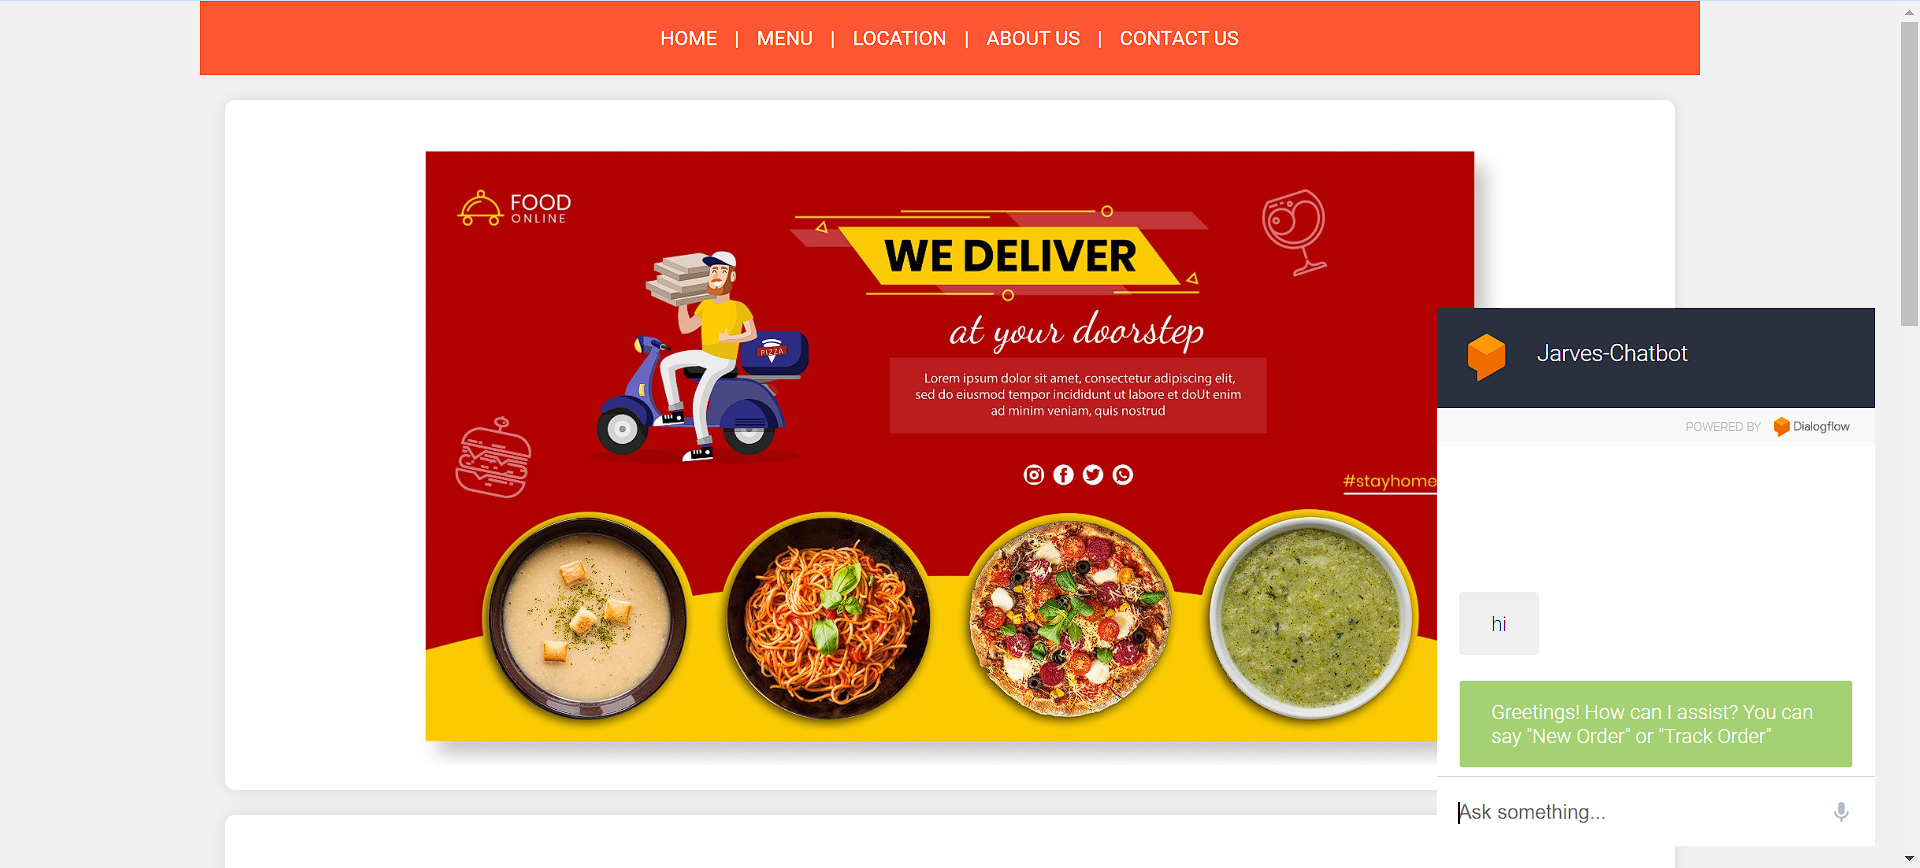 HOME | MENU | LOCATION | ABOUT US | CONTACT US
FOOD
ONLINE
WE DELIVER
at your doorstep
PIZZA
Lorem ipsum dolor sit amet, consectetur adipiscing elit,
sed do eiusmod tempor incididunt ut labore et doUt enim
ad minim veniam, quis nostrud
#stayhome
Jarves-Chatbot
POWERED BY Dialogflow
hi
Greetings! How can I assist? You can
say "New Order" or "Track Order"
Ask something...